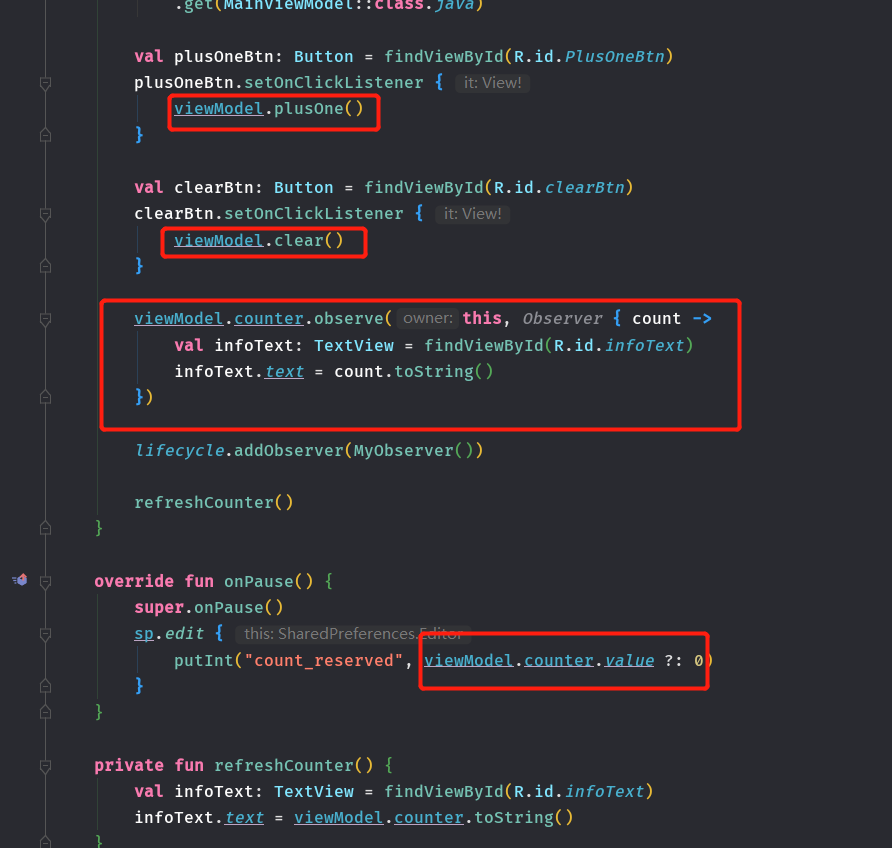 .get(MainViewModel::class.java)
val plusOneBtn: Button = findViewById(R.id.PlusOneBtn)
plusOneBtn.setOnClickListener { it: View!
viewModel.plusOne()
}
val clearBtn: Button = findViewById(R.id.clearBtn)
clearBtn.setOnClickListener { it: View!
viewModel.clear()
}
viewModel.counter.observe( owner: this, Observer { count ->
val infoText: TextView = findViewById(R.id.infoText)
infoText.text = count.toString()
})
lifecycle.addObserver(MyObserver())
refreshCounter()
}
override fun onPause() {
super.onPause()
sp.edit { this: SharedPreferences.Editor
putInt("count_reserved", viewModel.counter.value ?: 0)
}
}
private fun refreshCounter() {
val infoText: TextView = findViewById(R.id.infoText)
infoText.text = viewModel.counter.toString()
}